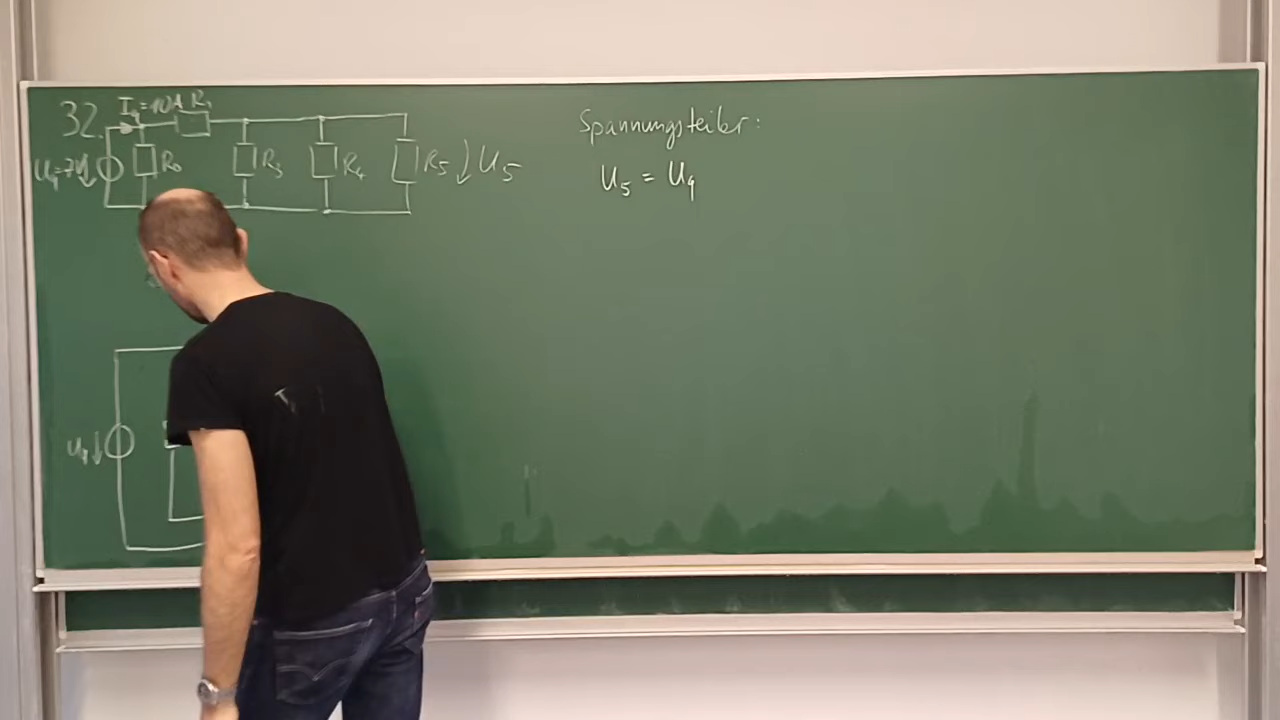 32.
I_q=10A R_1
U_q=7V
R_0
R_3
R_4
R_5
U_5
U_q
Spannungsteiler:
U_5 = U_q